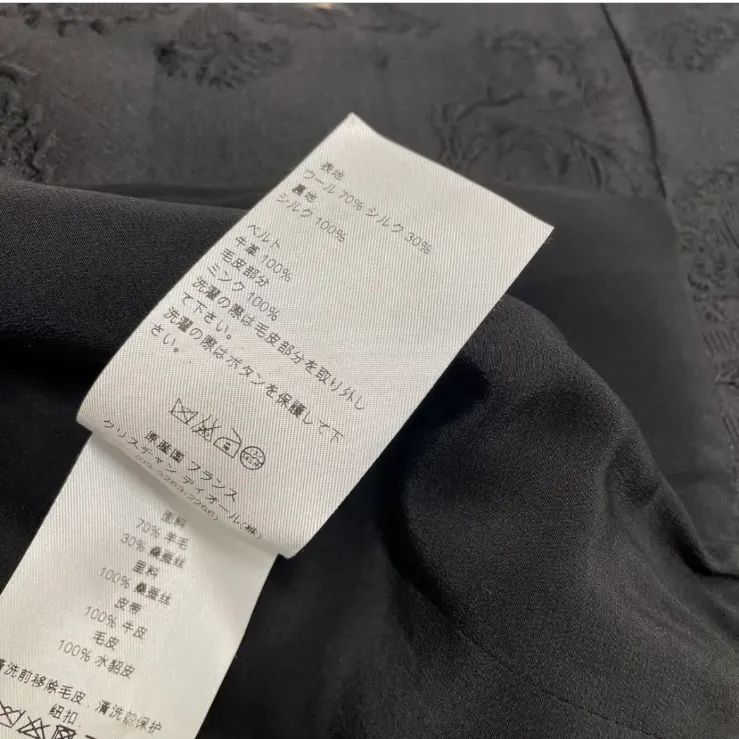 表地
ウール 70% シルク 30%
裏地
シルク 100%
ベルト
牛革 100%
毛皮部分
ミンク 100%
洗濯の際は毛皮部分を取り外し
て下さい。
洗濯の際はボタンを保護して下
さい。
原産国 フランス
クリスチャン ディオール(株)
(03-5264-2266)
面料
70% 羊毛
30% 桑蚕丝
里料
100% 桑蚕丝
皮带
100% 牛皮
毛皮
100% 水貂皮
清洗前移除毛皮, 清洗前保护
纽扣.